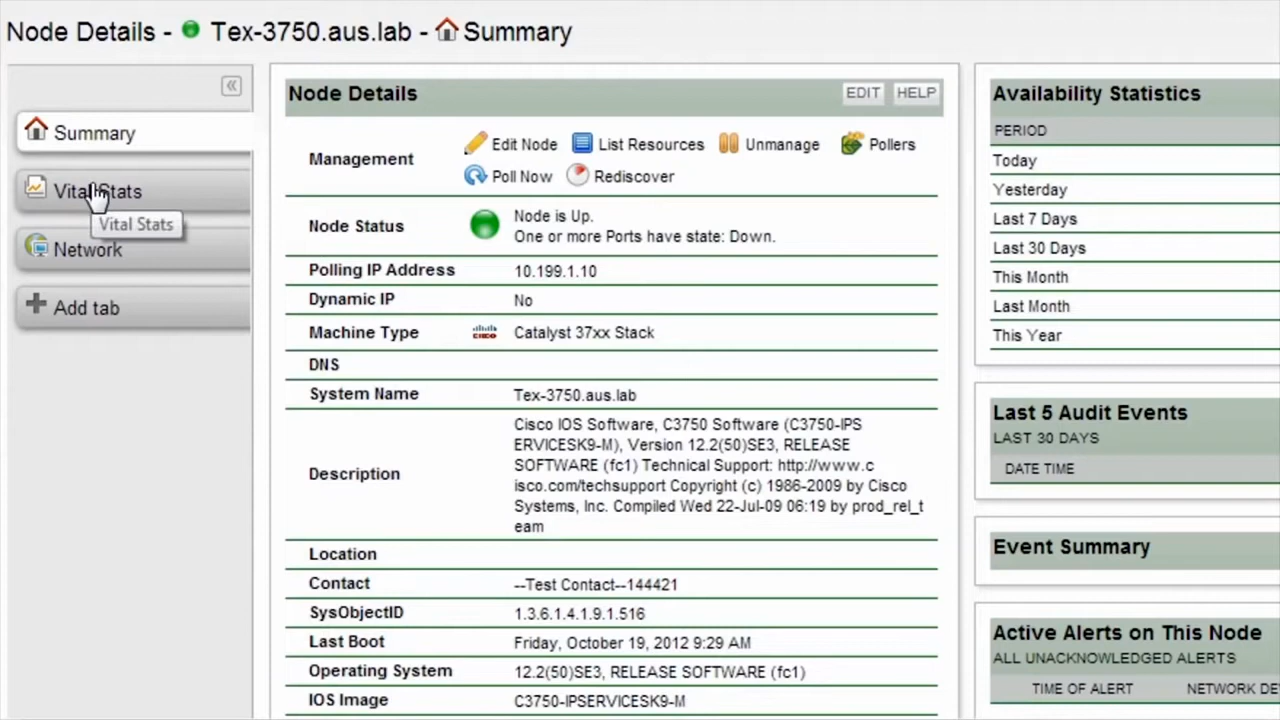 Node Details - Tex-3750.aus.lab - Summary
Summary
Vital Stats
Vital Stats
Network
Add tab
Node Details
EDIT
HELP
Management
Edit Node
List Resources
Unmanage
Pollers
Poll Now
Rediscover
Node Status
Node is Up.
One or more Ports have state: Down.
Polling IP Address
10.199.1.10
Dynamic IP
No
Machine Type
CISCO
Catalyst 37xx Stack
DNS
System Name
Tex-3750.aus.lab
Description
Cisco IOS Software, C3750 Software (C3750-IPS
ERVICESK9-M), Version 12.2(50)SE3, RELEASE
SOFTWARE (fc1) Technical Support: http://www.c
isco.com/techsupport Copyright (c) 1986-2009 by Cisco
Systems, Inc. Compiled Wed 22-Jul-09 06:19 by prod_rel_t
eam
Location
Contact
--Test Contact--144421
SysObjectID
1.3.6.1.4.1.9.1.516
Last Boot
Friday, October 19, 2012 9:29 AM
Operating System
12.2(50)SE3, RELEASE SOFTWARE (fc1)
IOS Image
C3750-IPSERVICESK9-M
Availability Statistics
PERIOD
Today
Yesterday
Last 7 Days
Last 30 Days
This Month
Last Month
This Year
Last 5 Audit Events
LAST 30 DAYS
DATE TIME
Event Summary
Active Alerts on This Node
ALL UNACKNOWLEDGED ALERTS
TIME OF ALERT
NETWORK DE